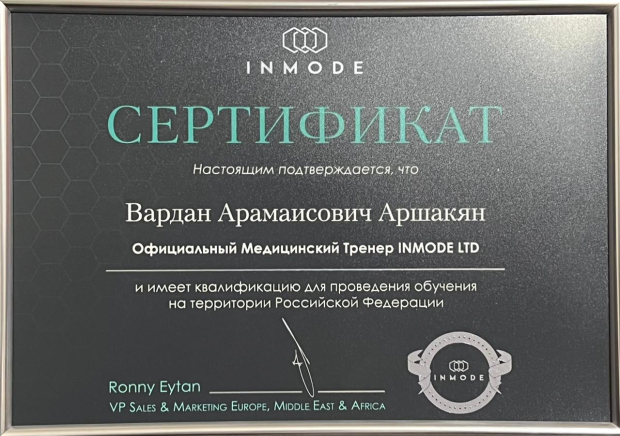 INMODE
СЕРТИФИКАТ
Настоящим подтверждается, что
Вардан Арамаисович Аршакян
Официальный Медицинский Тренер INMODE LTD
и имеет квалификацию для проведения обучения
на территории Российской Федерации
Ronny Eytan
VP Sales & Marketing Europe, Middle East & Africa
INMODE